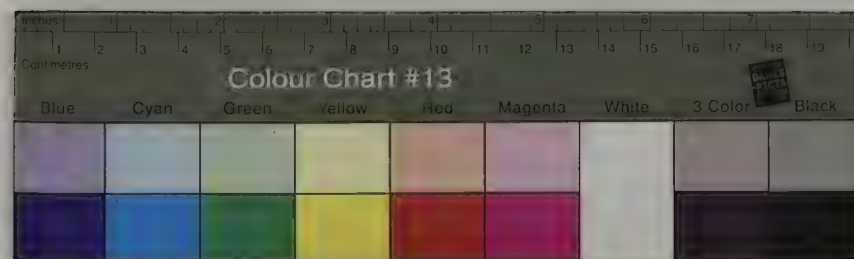 Inches 1 2 3 4 5 6 7 8
1 2 3 4 5 6 7 8 9 10 11 12 13 14 15 16 17 18 19
Centimetres
Colour Chart #13
Blue Cyan Green Yellow Red Magenta White 3 Color Black